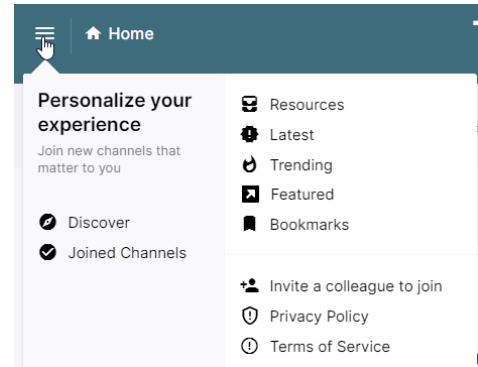 Home
Personalize your
experience
Join new channels that
matter to you
Discover
Joined Channels
Resources
Latest
Trending
Featured
Bookmarks
Invite a colleague to join
Privacy Policy
Terms of Service